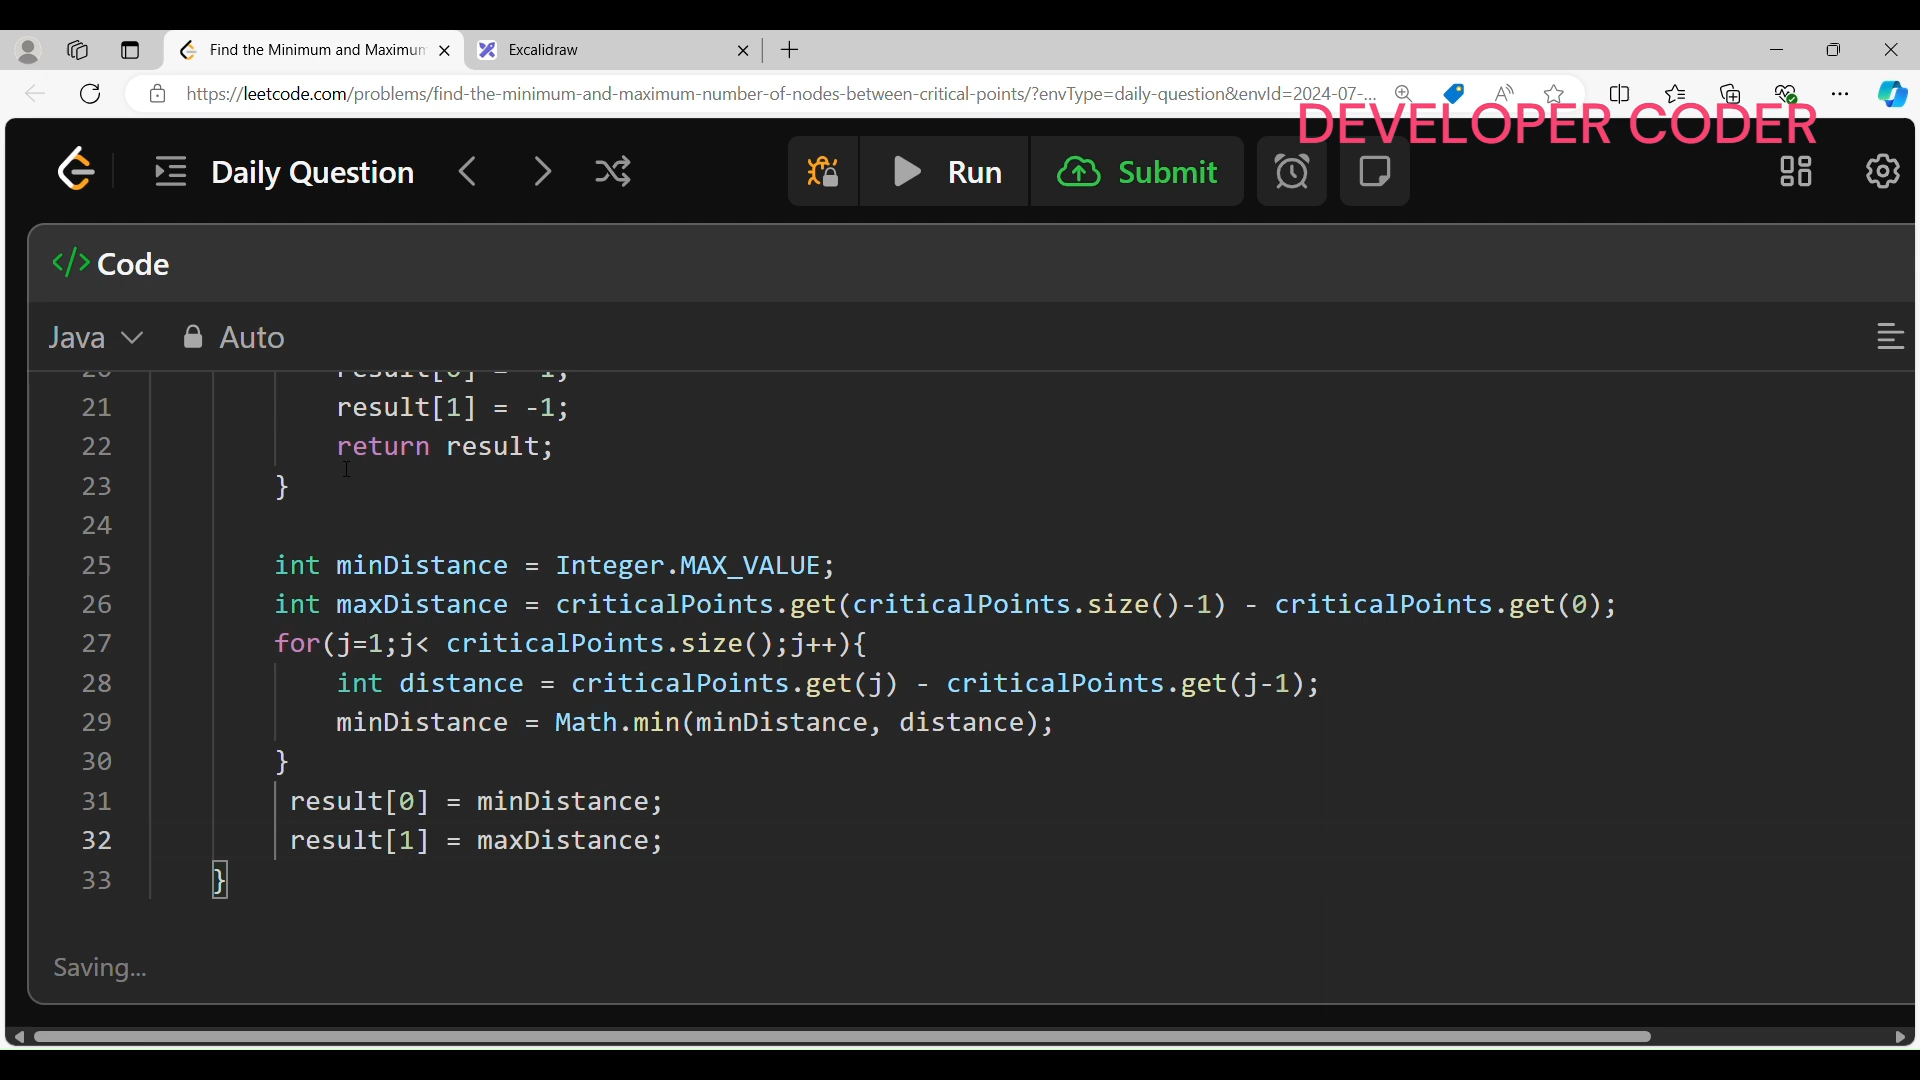 Find the Minimum and Maximum
Excalidraw
https://leetcode.com/problems/find-the-minimum-and-maximum-number-of-nodes-between-critical-points/?envType=daily-question&envId=2024-07-...
DEVELOPER CODER
Daily Question
Run
Submit
</> Code
Java
Auto
21 result[1] = -1;
22 return result;
23 }
24
25 int minDistance = Integer.MAX_VALUE;
26 int maxDistance = criticalPoints.get(criticalPoints.size()-1) - criticalPoints.get(0);
27 for(j=1;j< criticalPoints.size();j++){
28 int distance = criticalPoints.get(j) - criticalPoints.get(j-1);
29 minDistance = Math.min(minDistance, distance);
30 }
31 result[0] = minDistance;
32 result[1] = maxDistance;
33 }
Saving...